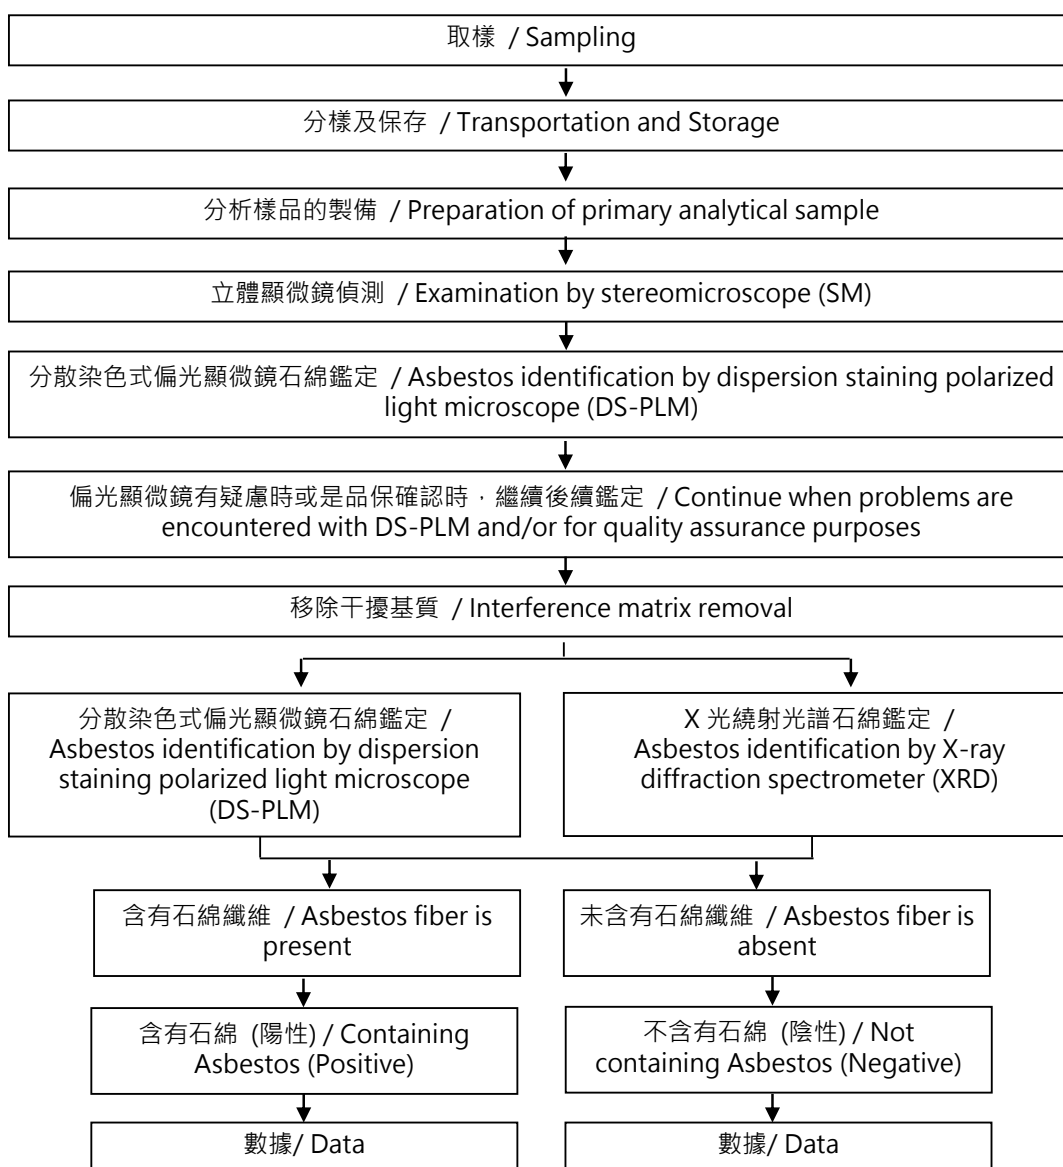 取樣 / Sampling
分樣及保存 / Transportation and Storage
分析樣品的製備 / Preparation of primary analytical sample
立體顯微鏡偵測 / Examination by stereomicroscope (SM)
分散染色式偏光顯微鏡石綿鑑定 / Asbestos identification by dispersion staining polarized
light microscope (DS-PLM)
偏光顯微鏡有疑慮時或是品保確認時，繼續後續鑑定 / Continue when problems are
encountered with DS-PLM and/or for quality assurance purposes
移除干擾基質 / Interference matrix removal
分散染色式偏光顯微鏡石綿鑑定 /
Asbestos identification by dispersion
staining polarized light microscope
(DS-PLM)
X 光繞射光譜石綿鑑定 /
Asbestos identification by X-ray
diffraction spectrometer (XRD)
含有石綿纖維 / Asbestos fiber is
present
未含有石綿纖維 / Asbestos fiber is
absent
含有石綿 (陽性) / Containing
Asbestos (Positive)
不含有石綿 (陰性) / Not
containing Asbestos (Negative)
數據/ Data
數據/ Data